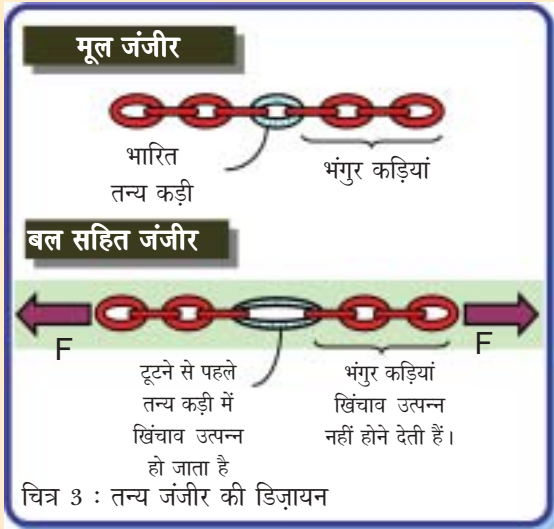 मूल जंजीर
भारित
तन्य कड़ी
भंगुर कड़ियां
बल सहित जंजीर
F
F
टूटने से पहले
तन्य कड़ी में
खिंचाव उत्पन्न
हो जाता है
भंगुर कड़ियां
खिंचाव उत्पन्न
नहीं होने देती हैं।
चित्र 3 : तन्य जंजीर की डिज़ायन